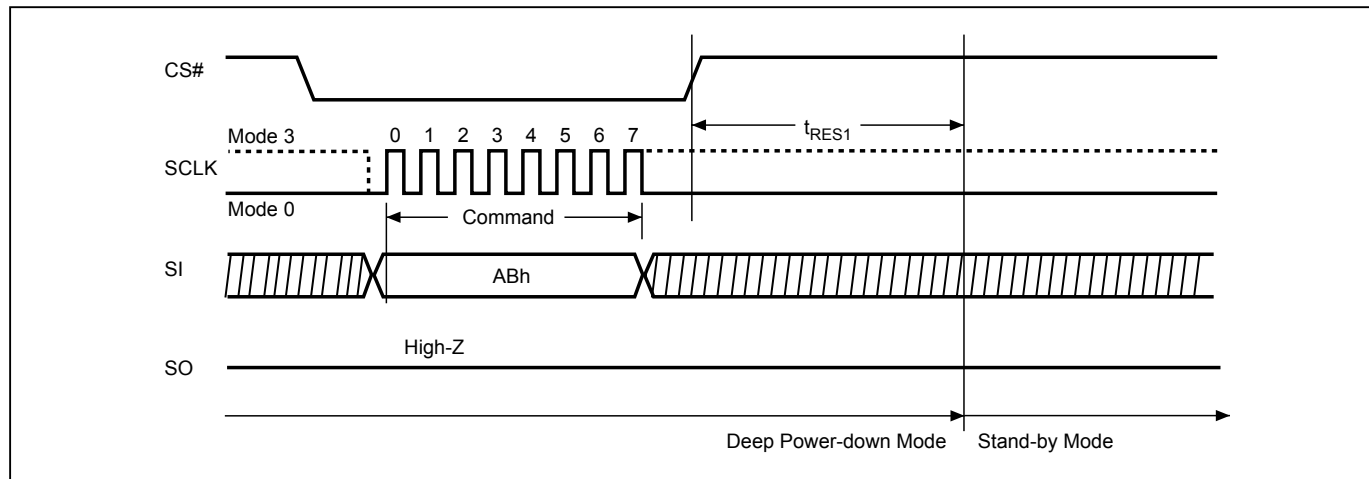 CS#
t_RES1
Mode 3 0 1 2 3 4 5 6 7
SCLK
Mode 0
Command
SI
ABh
High-Z
SO
Deep Power-down Mode Stand-by Mode